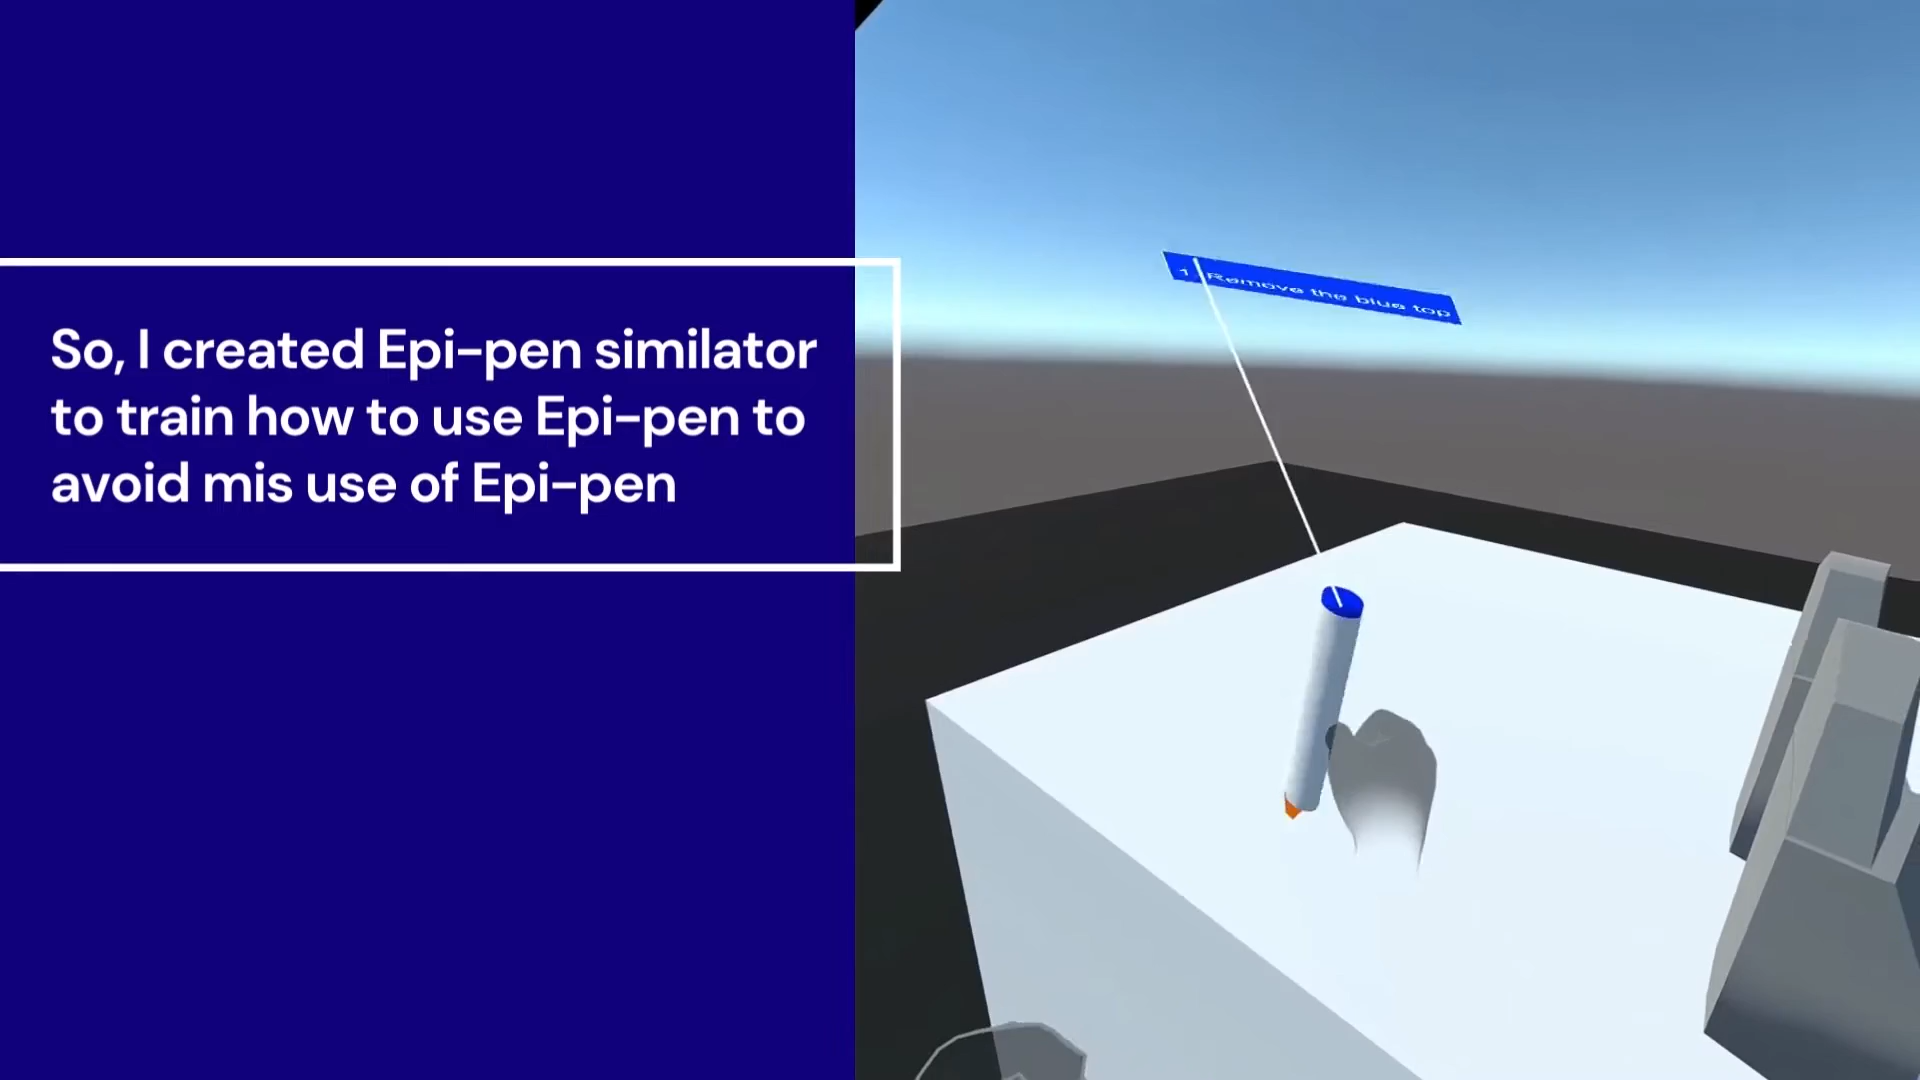 So, I created Epi-pen similator
to train how to use Epi-pen to
avoid mis use of Epi-pen
1. Remove the blue top